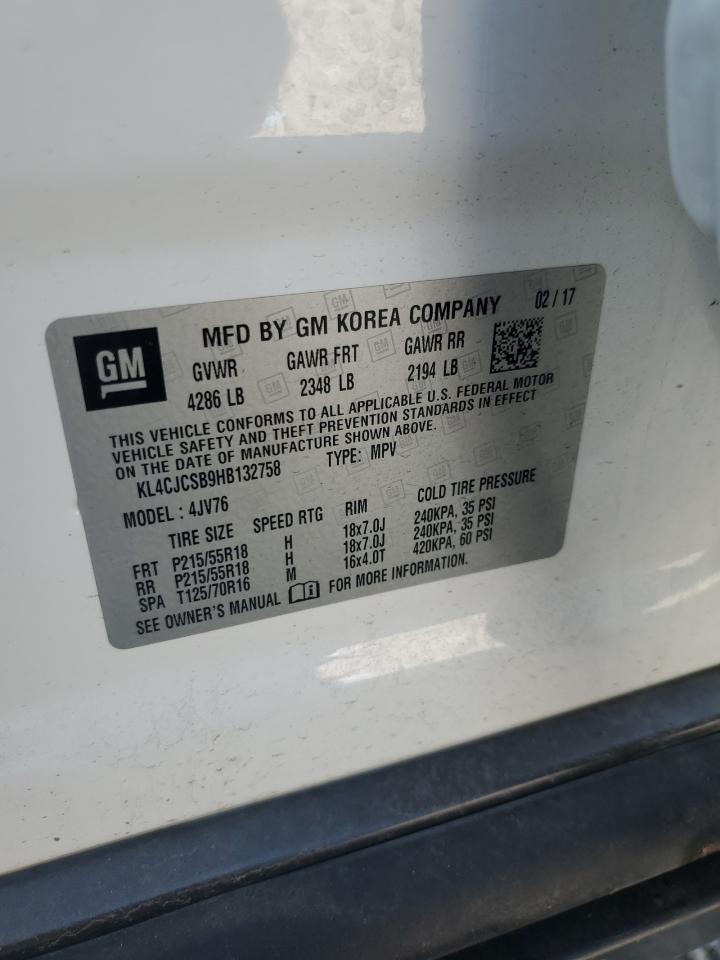 GM
MFD BY GM KOREA COMPANY 02 / 17
GVWR GAWR FRT GAWR RR
4286 LB 2348 LB 2194 LB
THIS VEHICLE CONFORMS TO ALL APPLICABLE U.S. FEDERAL MOTOR
VEHICLE SAFETY AND THEFT PREVENTION STANDARDS IN EFFECT
ON THE DATE OF MANUFACTURE SHOWN ABOVE.
KL4CJCSB9HB132758 TYPE: MPV
MODEL : 4JV76
TIRE SIZE SPEED RTG RIM COLD TIRE PRESSURE
FRT P215/55R18 H 18x7.0J 240KPA, 35 PSI
RR P215/55R18 H 18x7.0J 240KPA, 35 PSI
SPA T125/70R16 M 16x4.0T 420KPA, 60 PSI
SEE OWNER'S MANUAL FOR MORE INFORMATION.